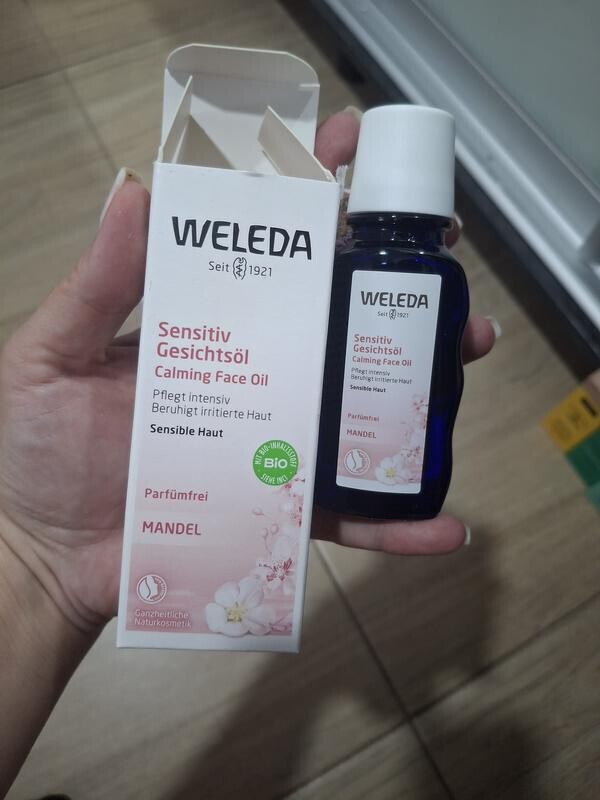 WELEDA
Seit 1921
Sensitiv
Gesichtsöl
Calming Face Oil
Pflegt intensiv
Beruhigt irritierte Haut
Sensible Haut
MIT BIO-INHALTSSTOFFEN
BiO
SIEHE INCI
Parfümfrei
MANDEL
Ganzheitliche
Naturkosmetik
WELEDA
Seit 1921
Sensitiv
Gesichtsöl
Calming Face Oil
Pflegt intensiv
Beruhigt irritierte Haut
Sensible Haut
Parfümfrei
MANDEL